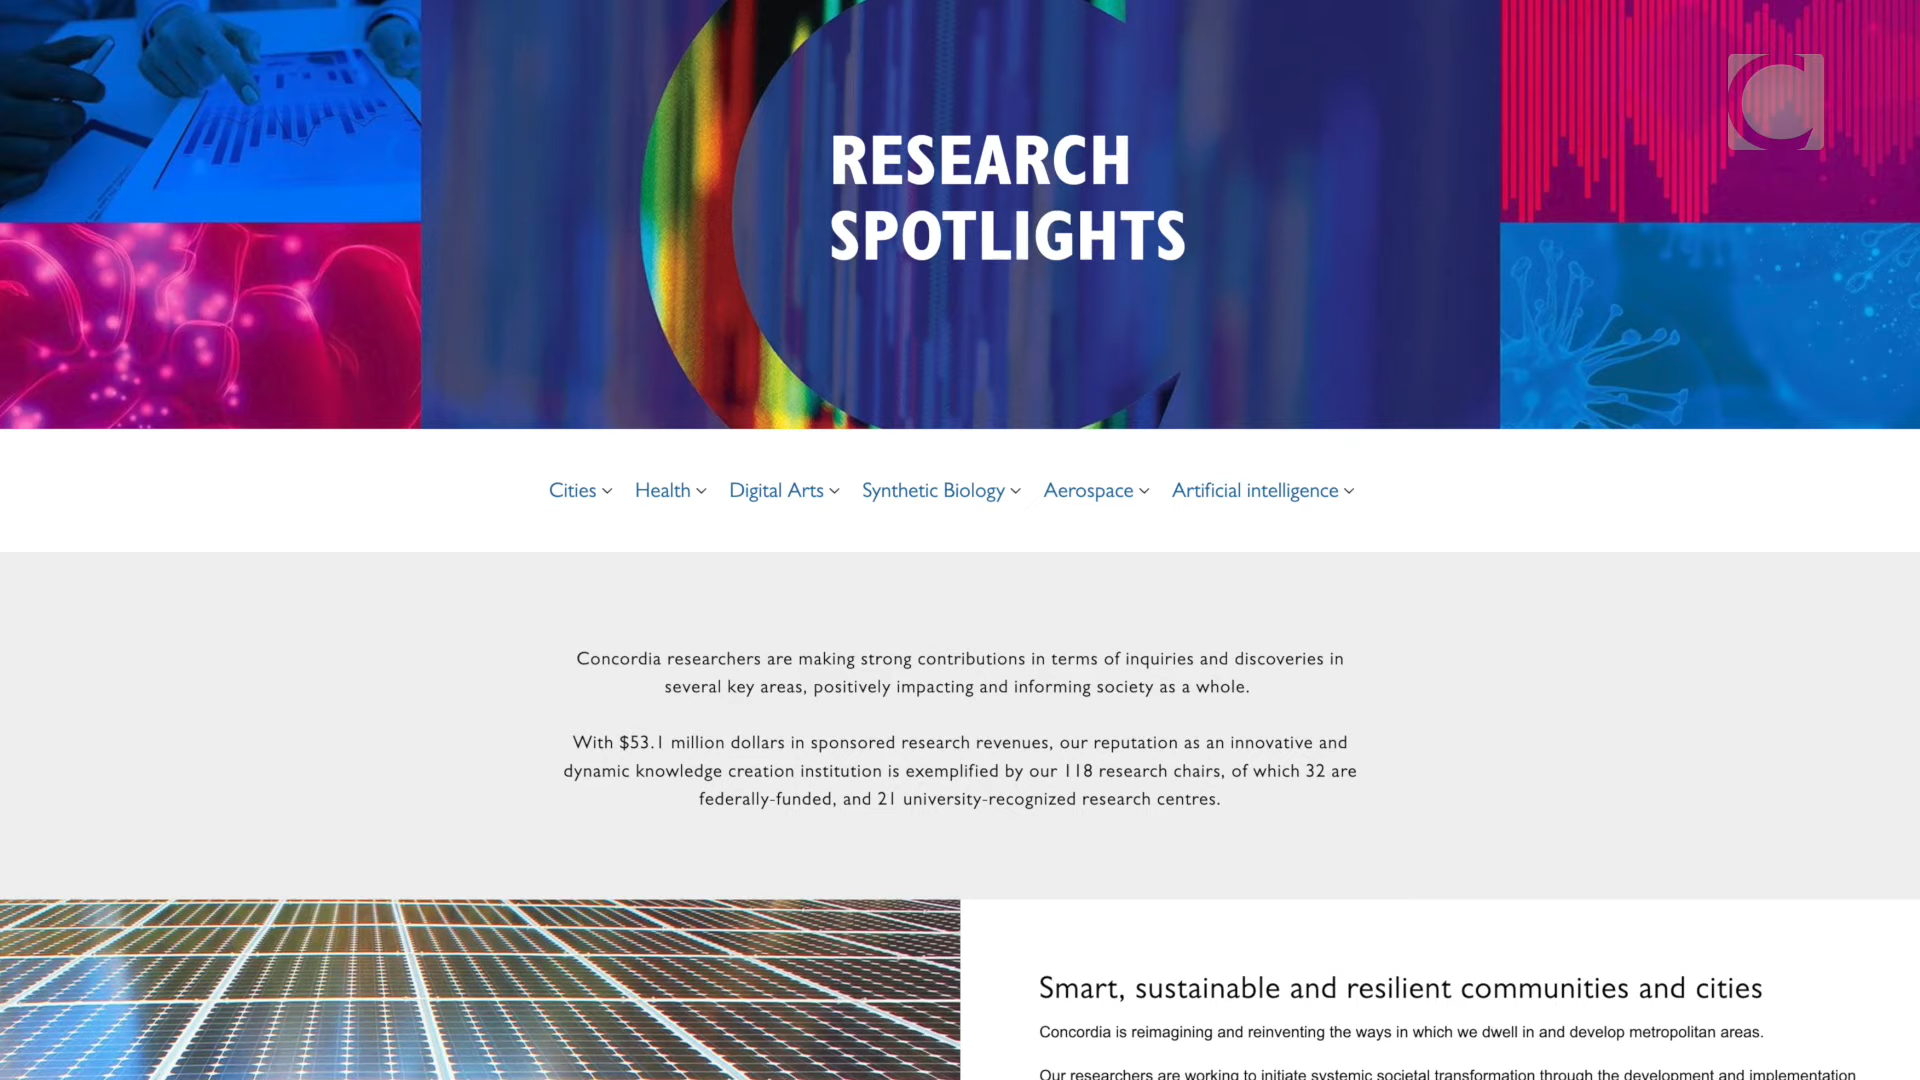 RESEARCH
SPOTLIGHTS
Cities
Health
Digital Arts
Synthetic Biology
Aerospace
Artificial intelligence
Concordia researchers are making strong contributions in terms of inquiries and discoveries in
several key areas, positively impacting and informing society as a whole.
With $53.1 million dollars in sponsored research revenues, our reputation as an innovative and
dynamic knowledge creation institution is exemplified by our 118 research chairs, of which 32 are
federally-funded, and 21 university-recognized research centres.
Smart, sustainable and resilient communities and cities
Concordia is reimagining and reinventing the ways in which we dwell in and develop metropolitan areas.
Our researchers are working to initiate systemic societal transformation through the development and implementation